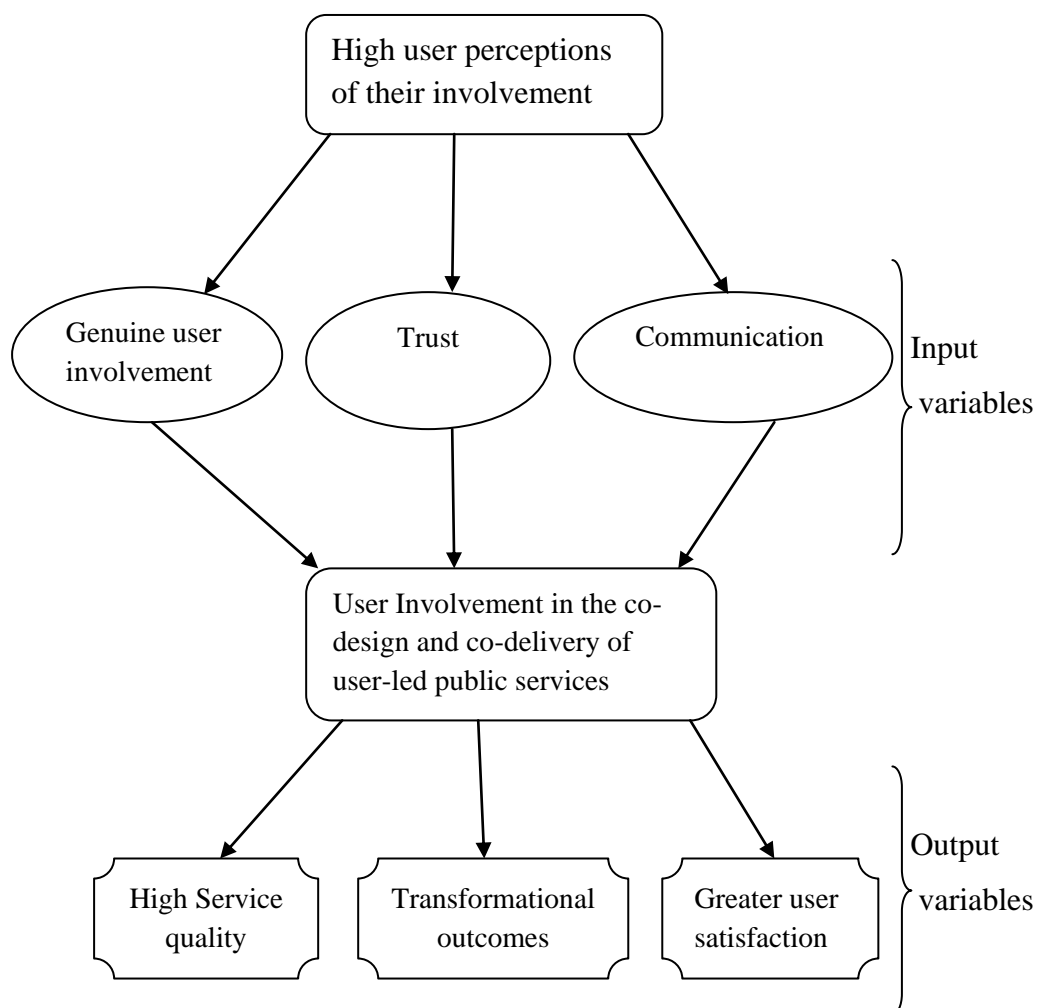 High user perceptions
of their involvement
Genuine user
involvement
Trust
Communication
Input
variables
User Involvement in the co-
design and co-delivery of
user-led public services
High Service
quality
Transformational
outcomes
Greater user
satisfaction
Output
variables